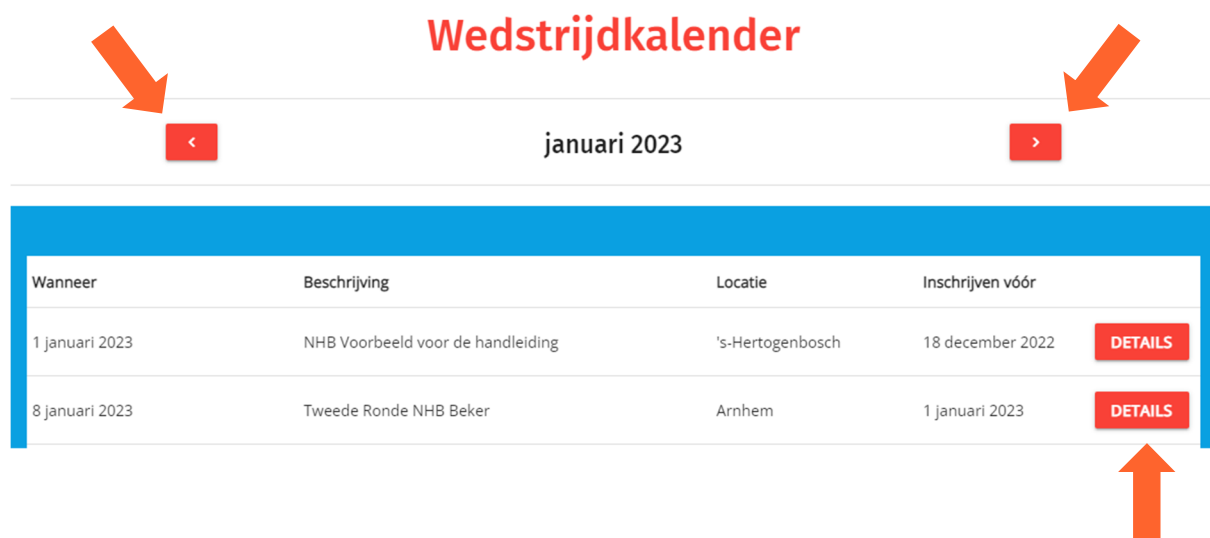 Wedstrijdkalender
januari 2023
Wanneer Beschrijving Locatie Inschrijven vóór
1 januari 2023 NHB Voorbeeld voor de handleiding 's-Hertogenbosch 18 december 2022 DETAILS
8 januari 2023 Tweede Ronde NHB Beker Arnhem 1 januari 2023 DETAILS